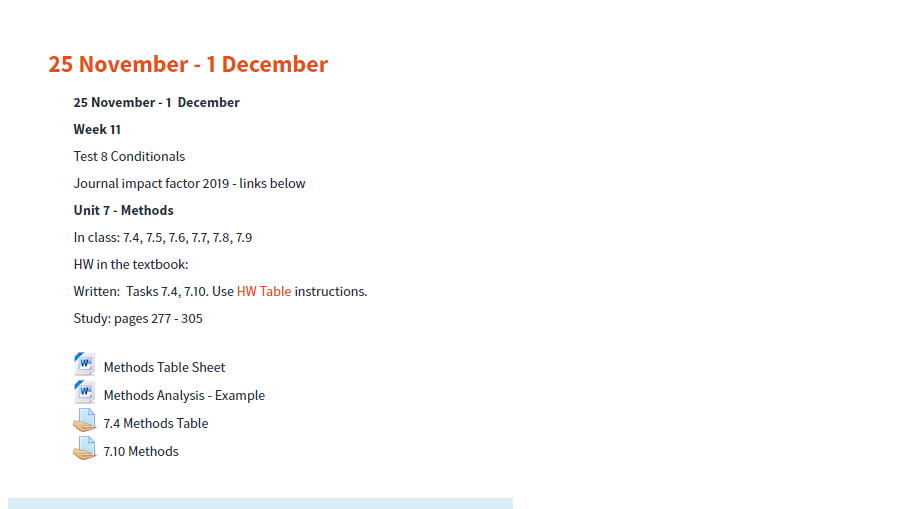 25 November - 1 December
25 November - 1 December
Week 11
Test 8 Conditionals
Journal impact factor 2019 - links below
Unit 7 - Methods
In class: 7.4, 7.5, 7.6, 7.7, 7.8, 7.9
HW in the textbook:
Written: Tasks 7.4, 7.10. Use HW Table instructions.
Study: pages 277 - 305
Methods Table Sheet
Methods Analysis - Example
7.4 Methods Table
7.10 Methods